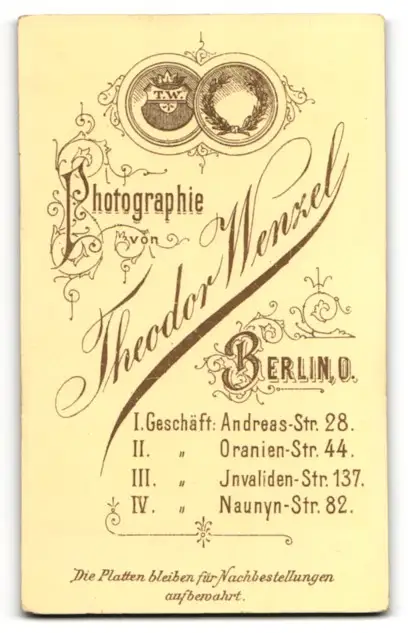 T.W.
Photographie
von
Theodor Wenzel
BERLIN, O.
I. Geschäft: Andreas-Str. 28.
II. " Oranien-Str. 44.
III. " Jnvaliden-Str. 137.
IV. " Naunyn-Str. 82.
Die Platten bleiben für Nachbestellungen
aufbewahrt.